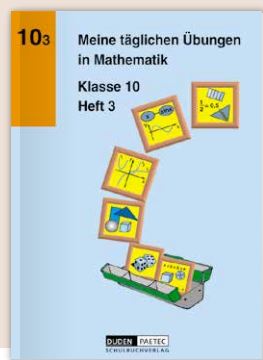 10₃
Meine täglichen Übungen
in Mathematik
Klasse 10
Heft 3
DUDEN PAETEC
SCHULBUCHVERLAG